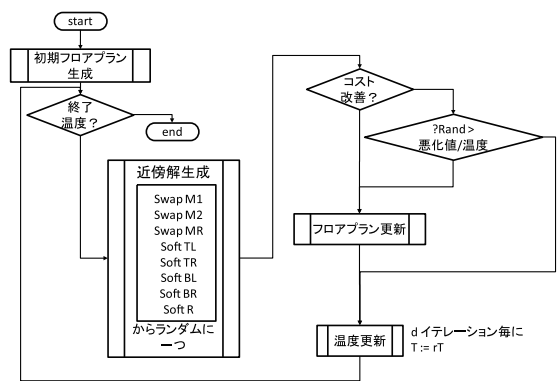 start
初期フロアプラン
生成
終了
温度？
end
近傍解生成
Swap M1
Swap M2
Swap MR
Soft TL
Soft TR
Soft BL
Soft BR
Soft R
からランダムに
一つ
コスト
改善？
?Rand >
悪化値/温度
フロアプラン更新
温度更新
d イテレーション毎に
T := rT